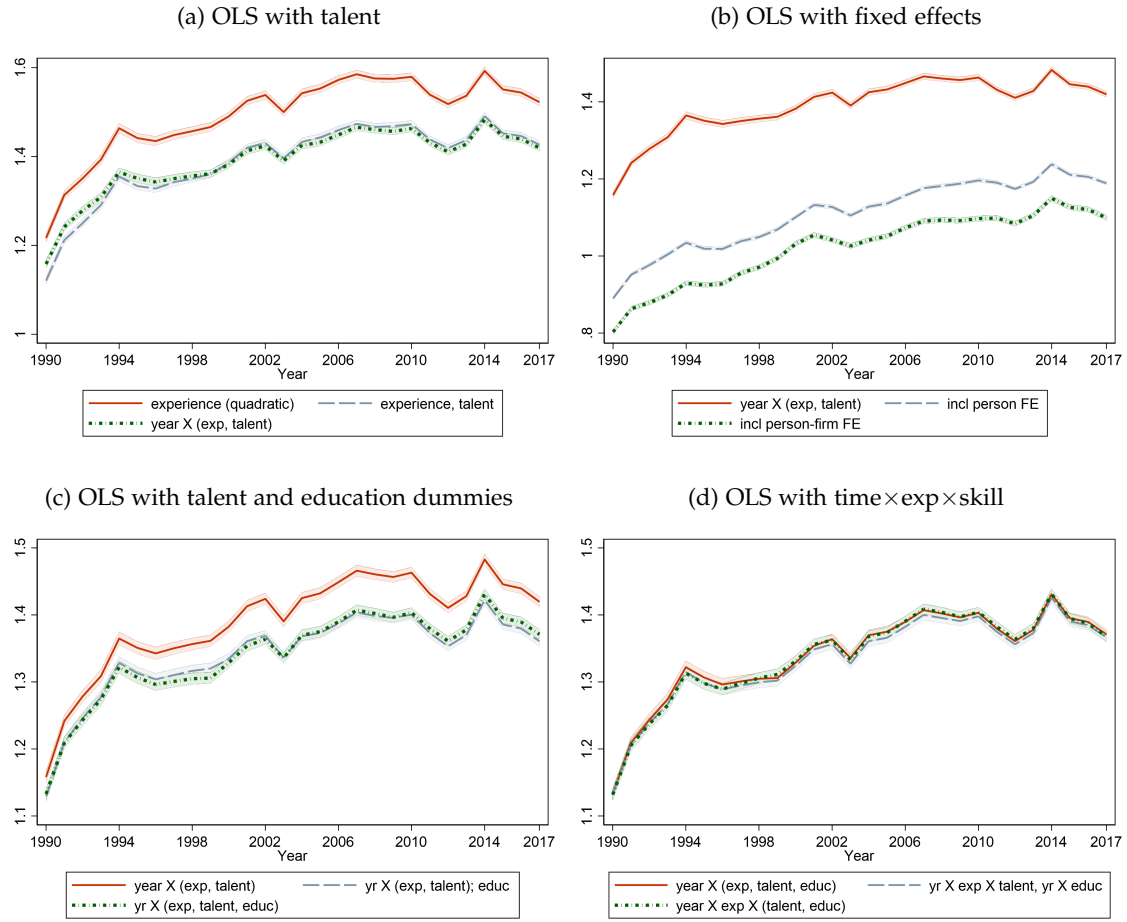 (a) OLS with talent
1.6
1.4
1.2
1
1990 1994 1998 2002 2006 2010 2014 2017
Year
experience (quadratic) experience, talent
year X (exp, talent)
(b) OLS with fixed effects
1.4
1.2
1
.8
1990 1994 1998 2002 2006 2010 2014 2017
Year
year X (exp, talent) incl person FE
incl person-firm FE
(c) OLS with talent and education dummies
1.5
1.4
1.3
1.2
1.1
1990 1994 1998 2002 2006 2010 2014 2017
Year
year X (exp, talent) yr X (exp, talent); educ
yr X (exp, talent, educ)
(d) OLS with time×exp×skill
1.5
1.4
1.3
1.2
1.1
1990 1994 1998 2002 2006 2010 2014 2017
Year
year X (exp, talent, educ) yr X exp X talent, yr X educ
year X exp X (talent, educ)